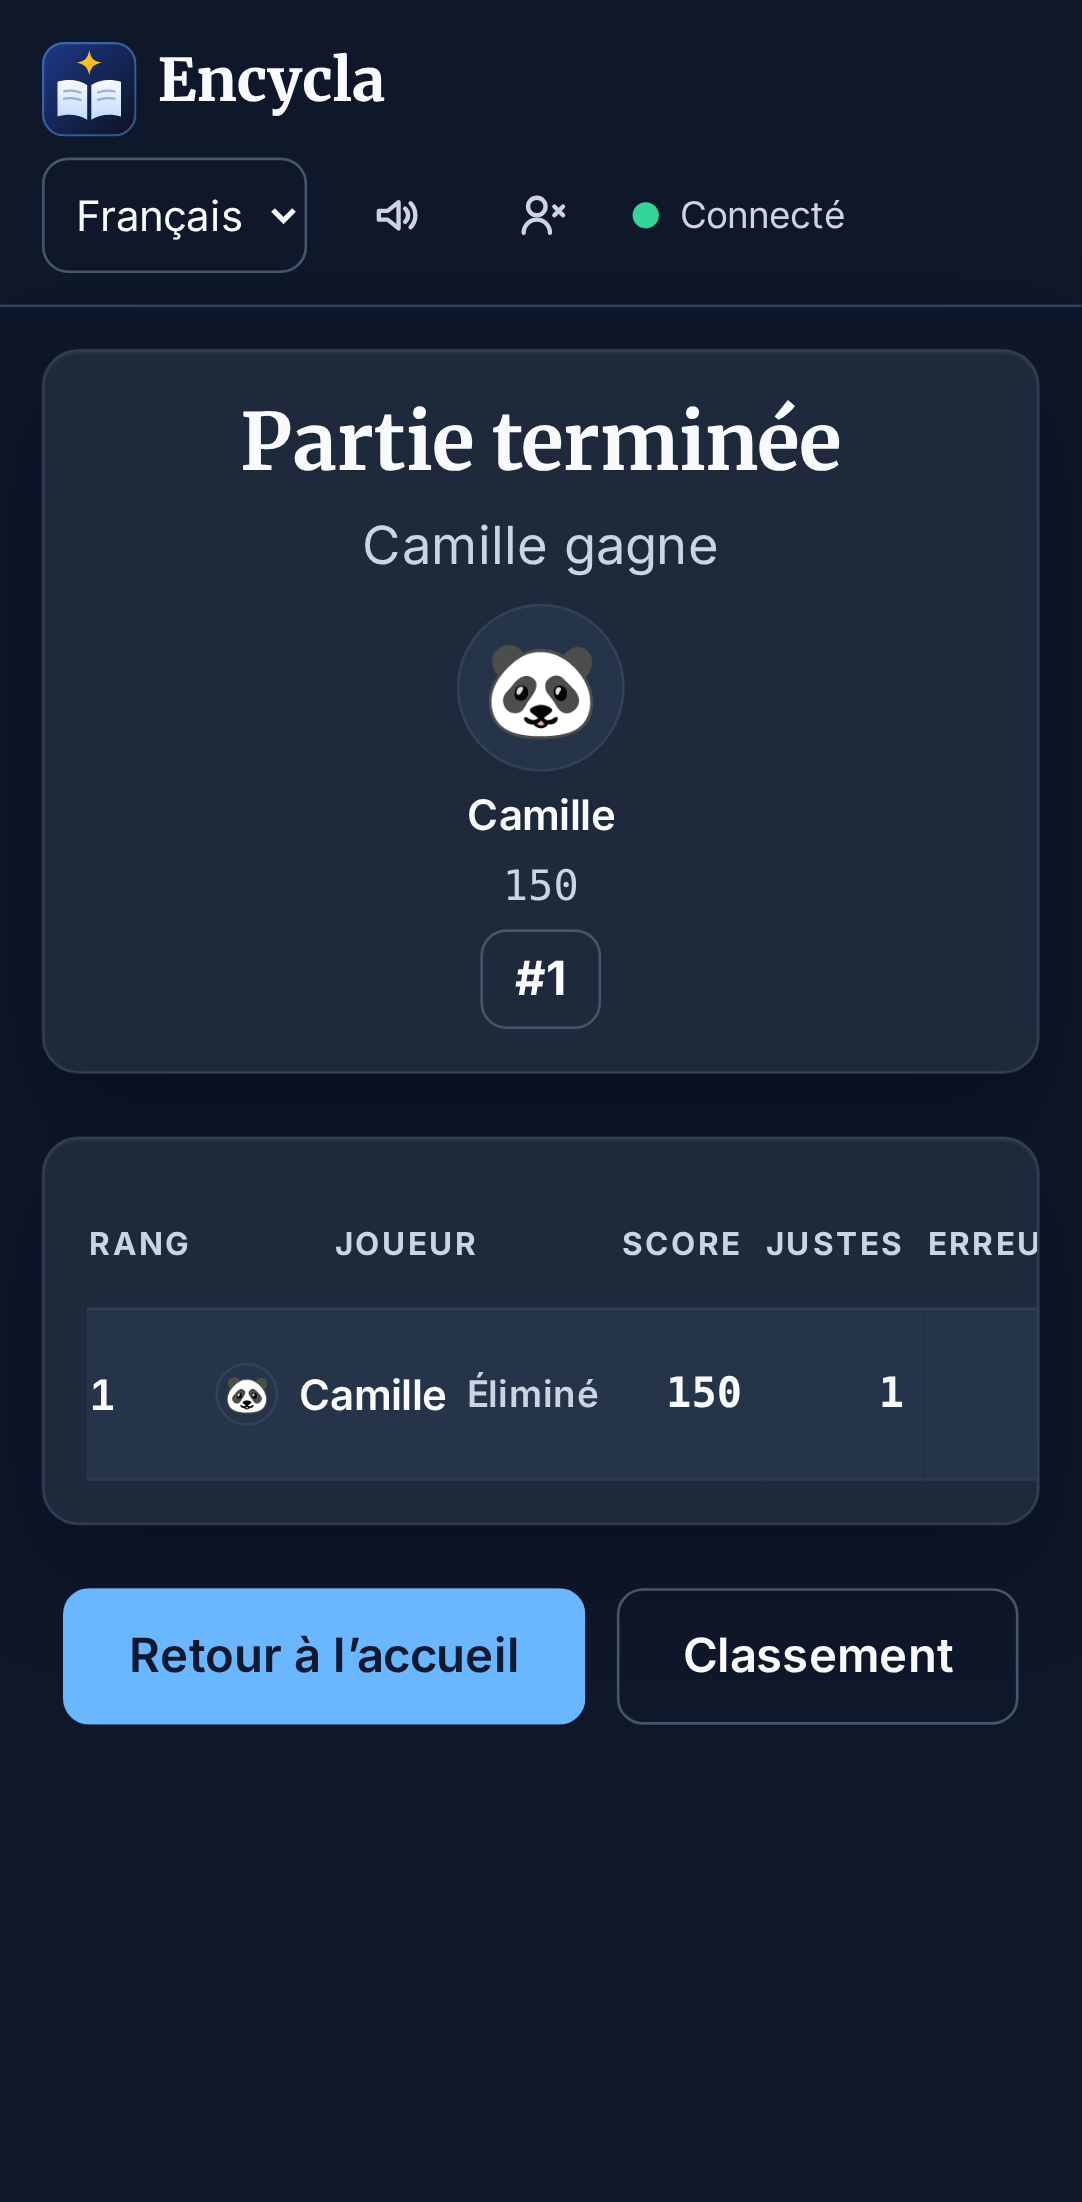 Encycla
Français Connecté
Partie terminée
Camille gagne
Camille
150
#1
RANG JOUEUR SCORE JUSTES ERREU
1 Camille Éliminé 150 1
Retour à l’accueil Classement